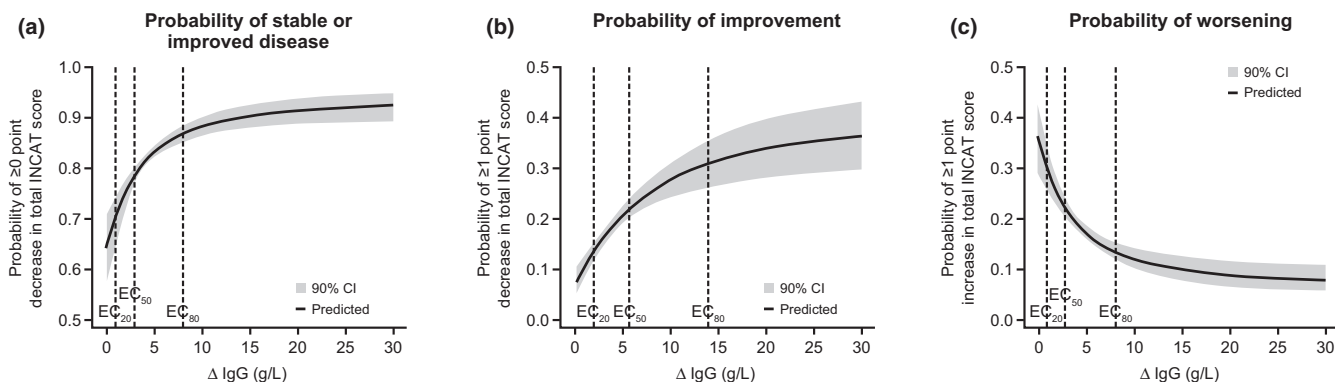 (a)
Probability of stable or
improved disease
Probability of ≥0 point
decrease in total INCAT score
1.0
0.9
0.8
0.7
0.6
0.5
EC20
EC50
EC80
90% CI
Predicted
0 5 10 15 20 25 30
Δ IgG (g/L)
(b)
Probability of improvement
Probability of ≥1 point
decrease in total INCAT score
0.5
0.4
0.3
0.2
0.1
0.0
EC20 EC50 EC80
90% CI
Predicted
0 5 10 15 20 25 30
Δ IgG (g/L)
(c)
Probability of worsening
Probability of ≥1 point
increase in total INCAT score
0.5
0.4
0.3
0.2
0.1
0.0
90% CI
Predicted
EC50
EC20 EC80
0 5 10 15 20 25 30
Δ IgG (g/L)